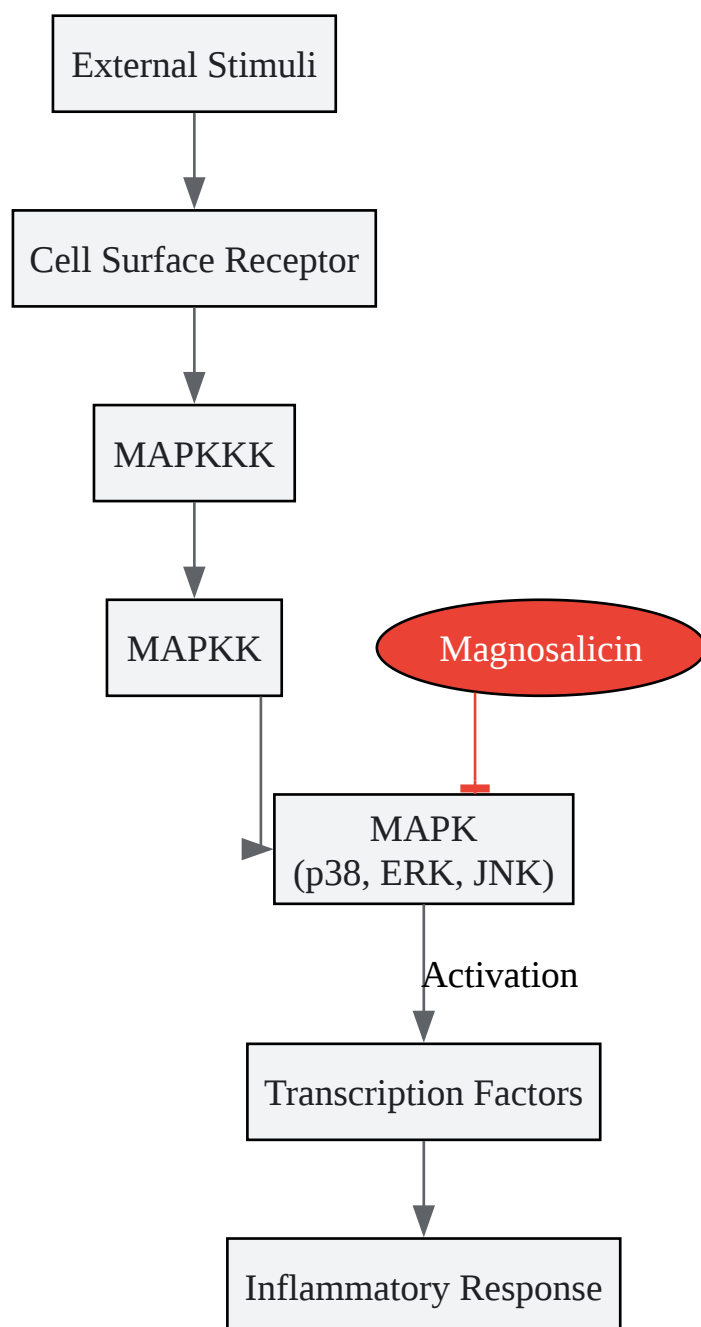 External Stimuli
Cell Surface Receptor
MAPKKK
MAPKK
Magnosalicin
MAPK
(p38, ERK, JNK)
Activation
Transcription Factors
Inflammatory Response